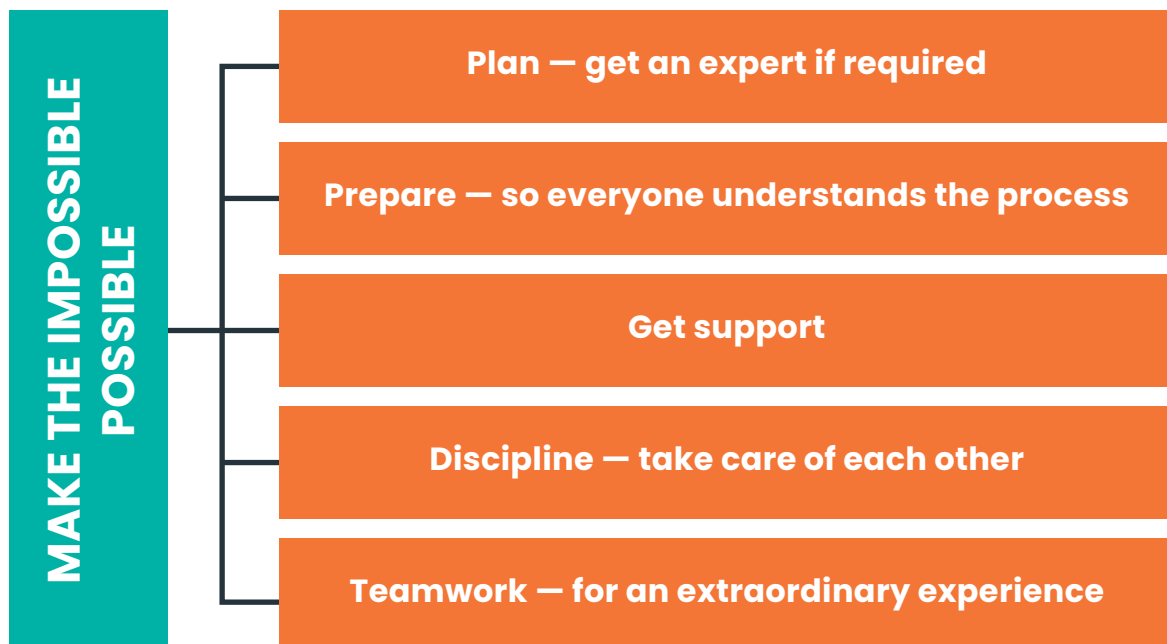 MAKE THE IMPOSSIBLE
POSSIBLE
Plan — get an expert if required
Prepare — so everyone understands the process
Get support
Discipline — take care of each other
Teamwork — for an extraordinary experience